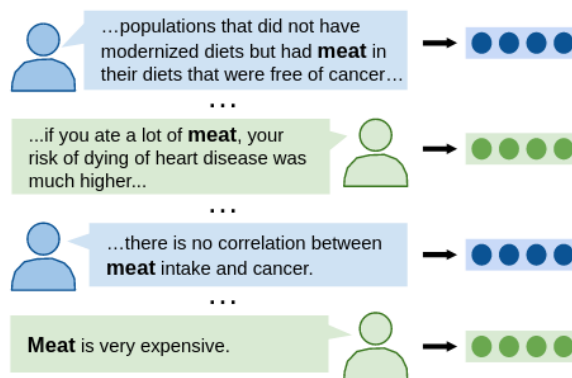 …populations that did not have
modernized diets but had meat in
their diets that were free of cancer…
...
...if you ate a lot of meat, your
risk of dying of heart disease was
much higher...
...
…there is no correlation between
meat intake and cancer.
...
Meat is very expensive.